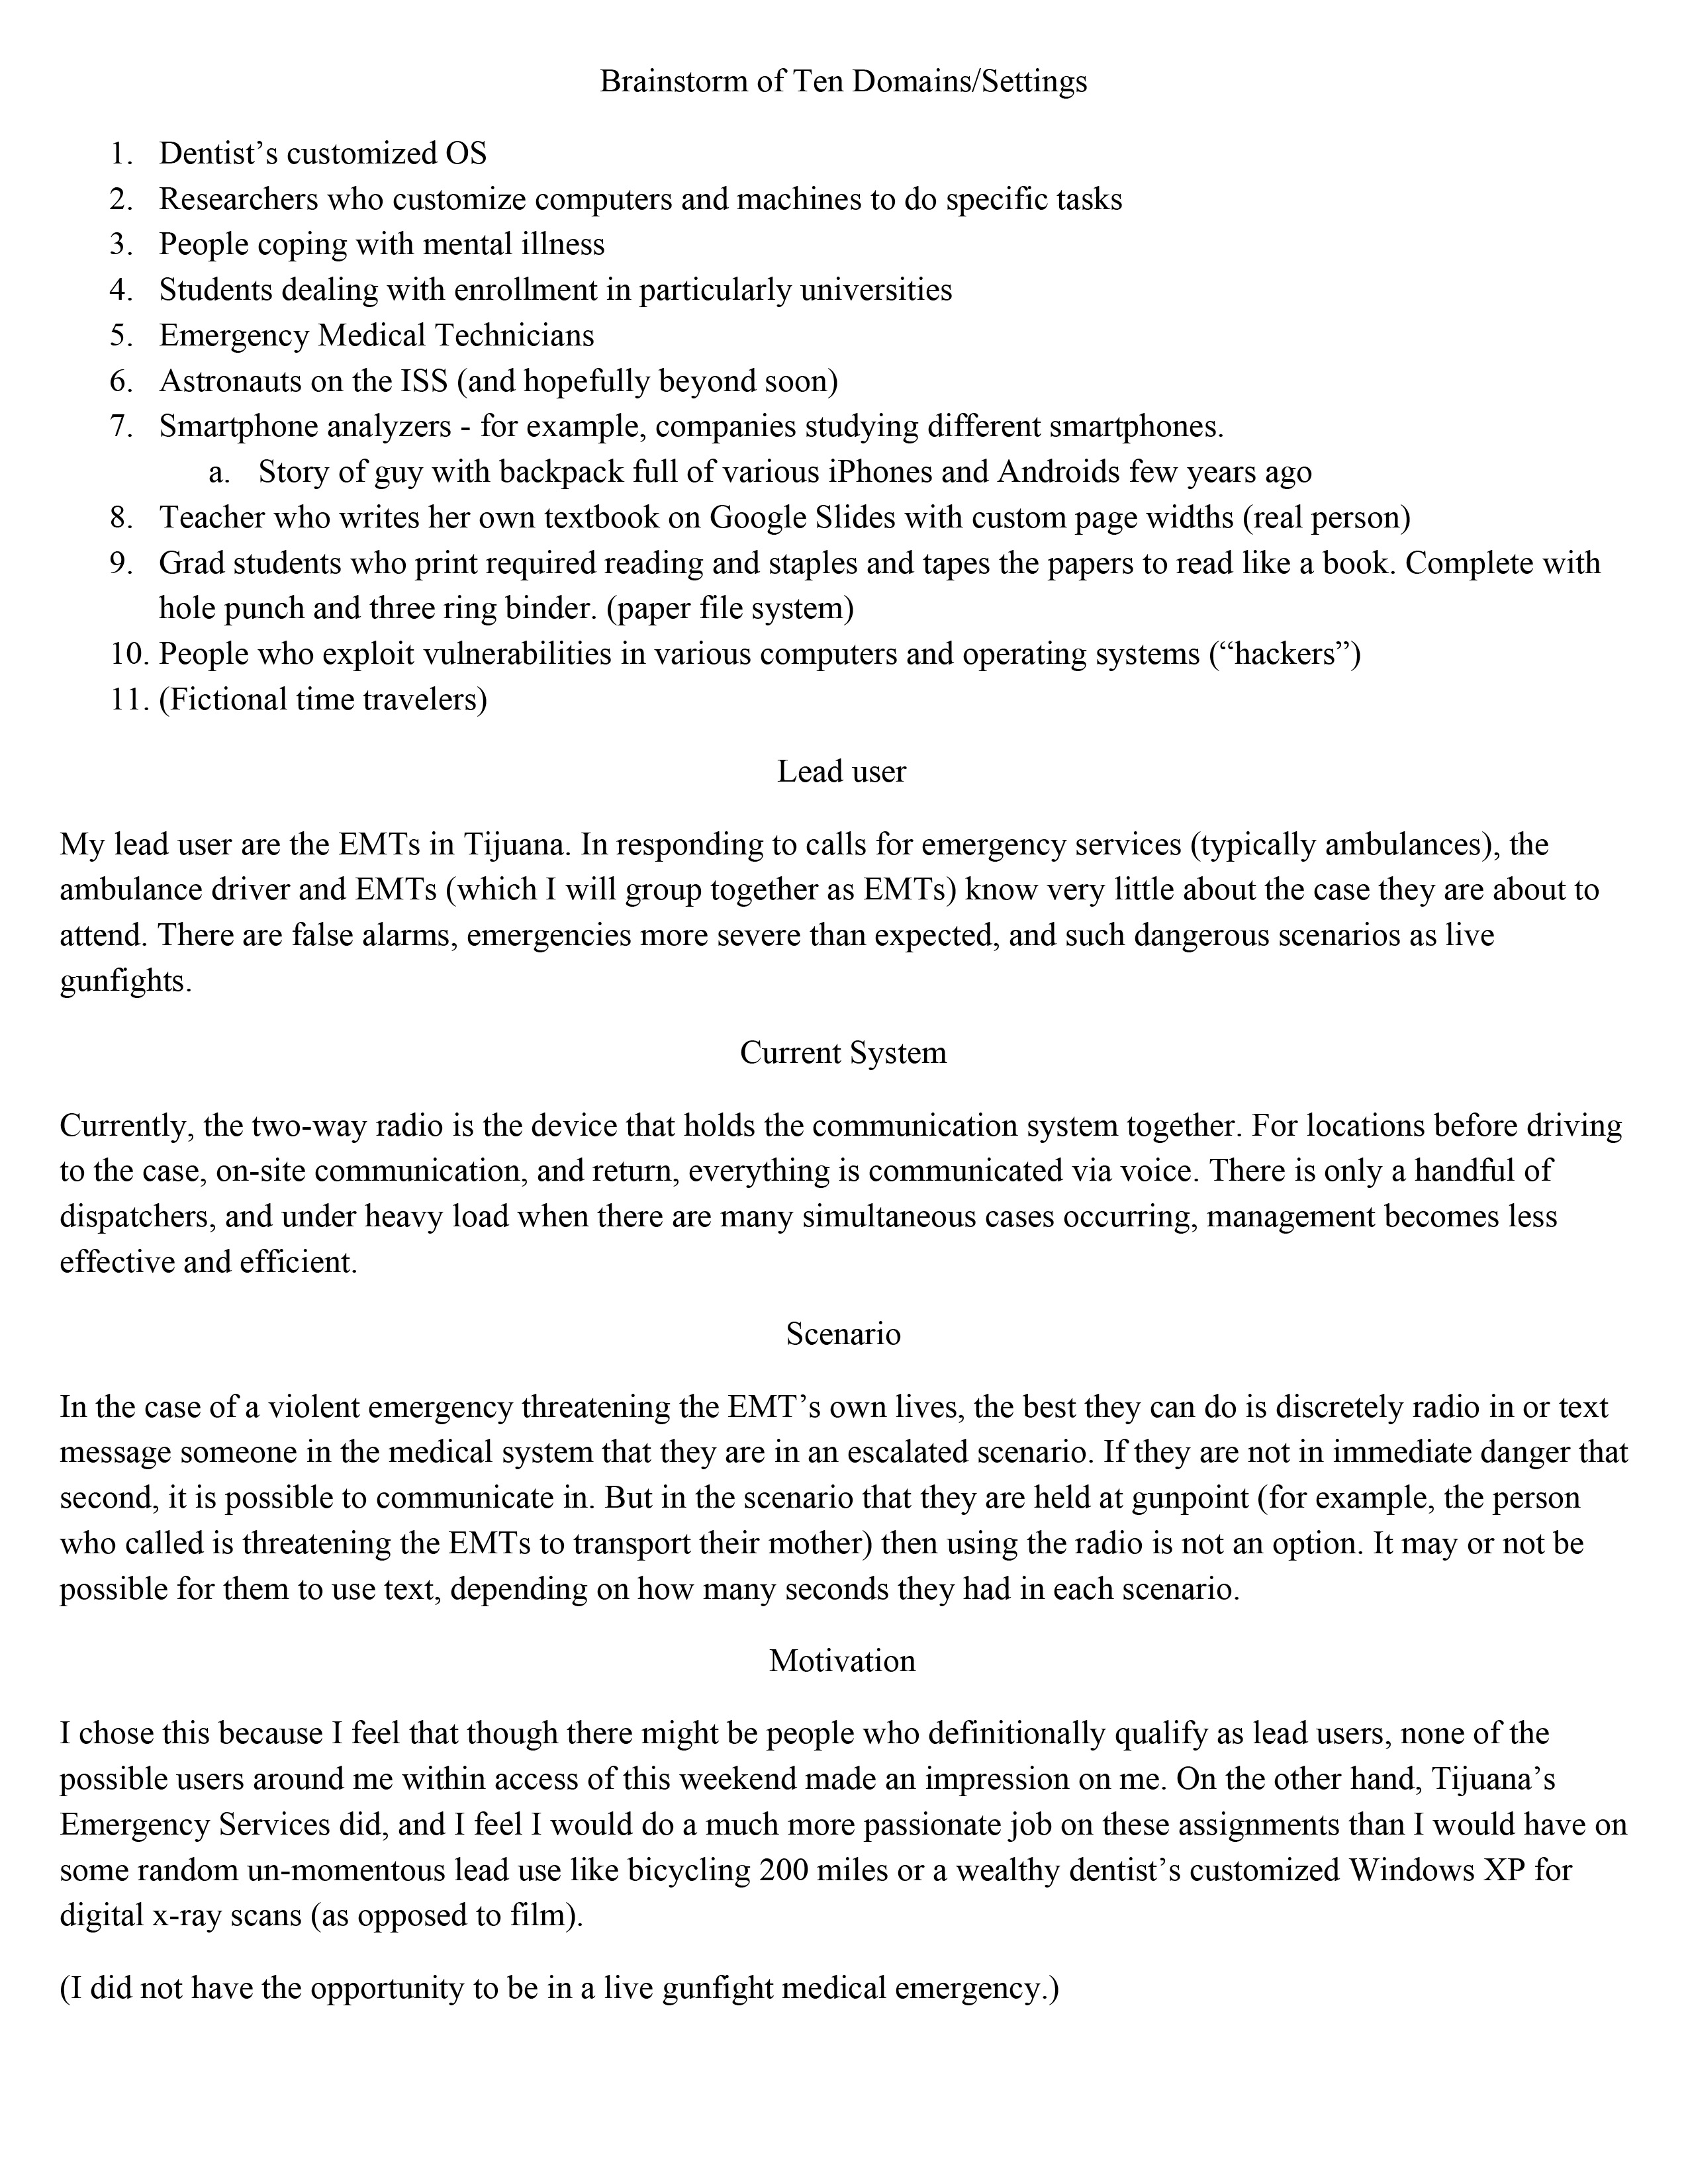 Brainstorm of Ten Domains/Settings
1. Dentist’s customized OS
2. Researchers who customize computers and machines to do specific tasks
3. People coping with mental illness
4. Students dealing with enrollment in particularly universities
5. Emergency Medical Technicians
6. Astronauts on the ISS (and hopefully beyond soon)
7. Smartphone analyzers - for example, companies studying different smartphones.
a. Story of guy with backpack full of various iPhones and Androids few years ago
8. Teacher who writes her own textbook on Google Slides with custom page widths (real person)
9. Grad students who print required reading and staples and tapes the papers to read like a book. Complete with
hole punch and three ring binder. (paper file system)
10. People who exploit vulnerabilities in various computers and operating systems (“hackers”)
11. (Fictional time travelers)
Lead user
My lead user are the EMTs in Tijuana. In responding to calls for emergency services (typically ambulances), the
ambulance driver and EMTs (which I will group together as EMTs) know very little about the case they are about to
attend. There are false alarms, emergencies more severe than expected, and such dangerous scenarios as live
gunfights.
Current System
Currently, the two-way radio is the device that holds the communication system together. For locations before driving
to the case, on-site communication, and return, everything is communicated via voice. There is only a handful of
dispatchers, and under heavy load when there are many simultaneous cases occurring, management becomes less
effective and efficient.
Scenario
In the case of a violent emergency threatening the EMT’s own lives, the best they can do is discretely radio in or text
message someone in the medical system that they are in an escalated scenario. If they are not in immediate danger that
second, it is possible to communicate in. But in the scenario that they are held at gunpoint (for example, the person
who called is threatening the EMTs to transport their mother) then using the radio is not an option. It may or not be
possible for them to use text, depending on how many seconds they had in each scenario.
Motivation
I chose this because I feel that though there might be people who definitionally qualify as lead users, none of the
possible users around me within access of this weekend made an impression on me. On the other hand, Tijuana’s
Emergency Services did, and I feel I would do a much more passionate job on these assignments than I would have on
some random un-momentous lead use like bicycling 200 miles or a wealthy dentist’s customized Windows XP for
digital x-ray scans (as opposed to film).
(I did not have the opportunity to be in a live gunfight medical emergency.)